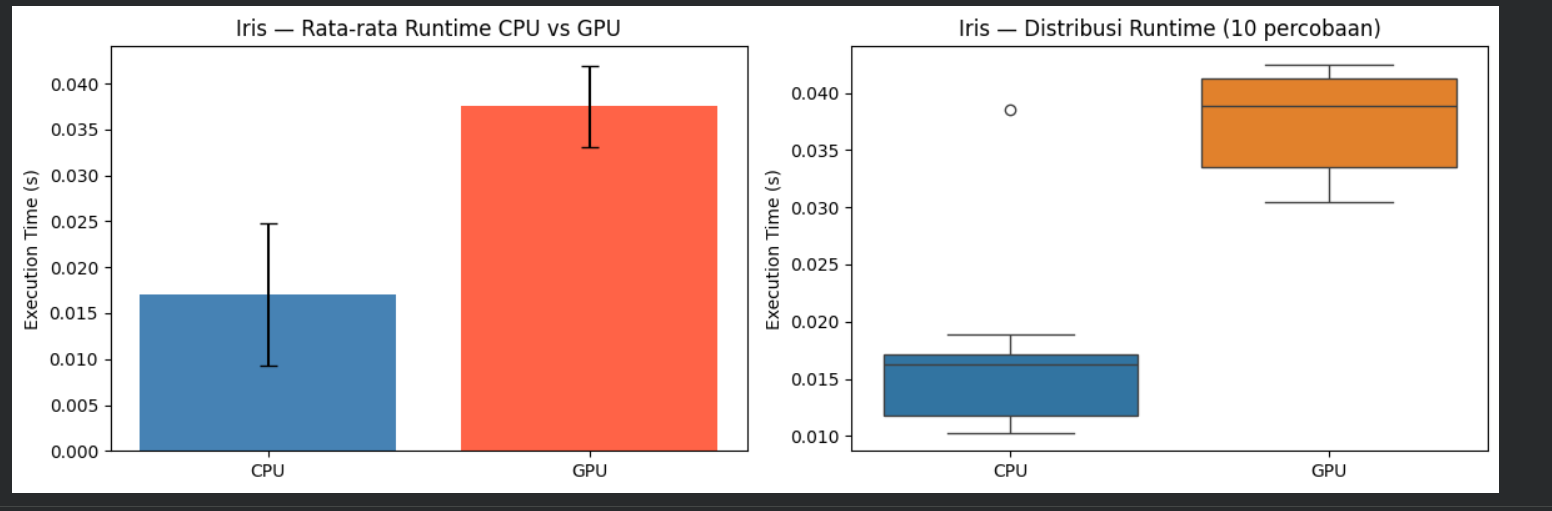 Iris — Rata-rata Runtime CPU vs GPU
Execution Time (s)
0.040
0.035
0.030
0.025
0.020
0.015
0.010
0.005
0.000
CPU GPU
Iris — Distribusi Runtime (10 percobaan)
Execution Time (s)
0.040
0.035
0.030
0.025
0.020
0.015
0.010
CPU GPU